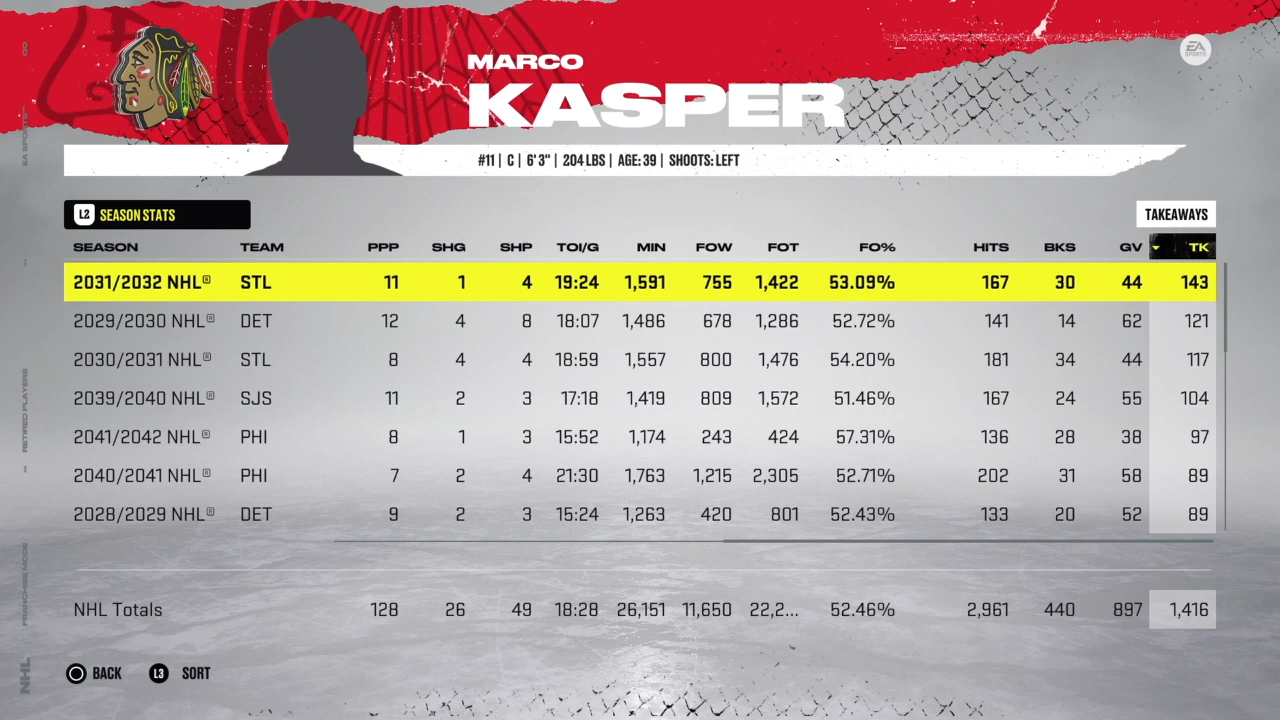 MARCO
KASPER
EA SPORTS
#11 | C | 6'3" | 204 LBS | AGE: 39 | SHOOTS: LEFT
L2 SEASON STATS
TAKEAWAYS
SEASON TEAM PPP SHG SHP TOI/G MIN FOW FOT FO% HITS BKS GV TK
2031/2032 NHL® STL 11 1 4 19:24 1,591 755 1,422 53.09% 167 30 44 143
2029/2030 NHL® DET 12 4 8 18:07 1,486 678 1,286 52.72% 141 14 62 121
2030/2031 NHL® STL 8 4 4 18:59 1,557 800 1,476 54.20% 181 34 44 117
2039/2040 NHL® SJS 11 2 3 17:18 1,419 809 1,572 51.46% 167 24 55 104
2041/2042 NHL® PHI 8 1 3 15:52 1,174 243 424 57.31% 136 28 38 97
2040/2041 NHL® PHI 7 2 4 21:30 1,763 1,215 2,305 52.71% 202 31 58 89
2028/2029 NHL® DET 9 2 3 15:24 1,263 420 801 52.43% 133 20 52 89
NHL Totals 128 26 49 18:28 26,151 11,650 22,2... 52.46% 2,961 440 897 1,416
BACK L3 SORT
NHL FRANCHISE MODE RETIRED PLAYERS EA SPORTS